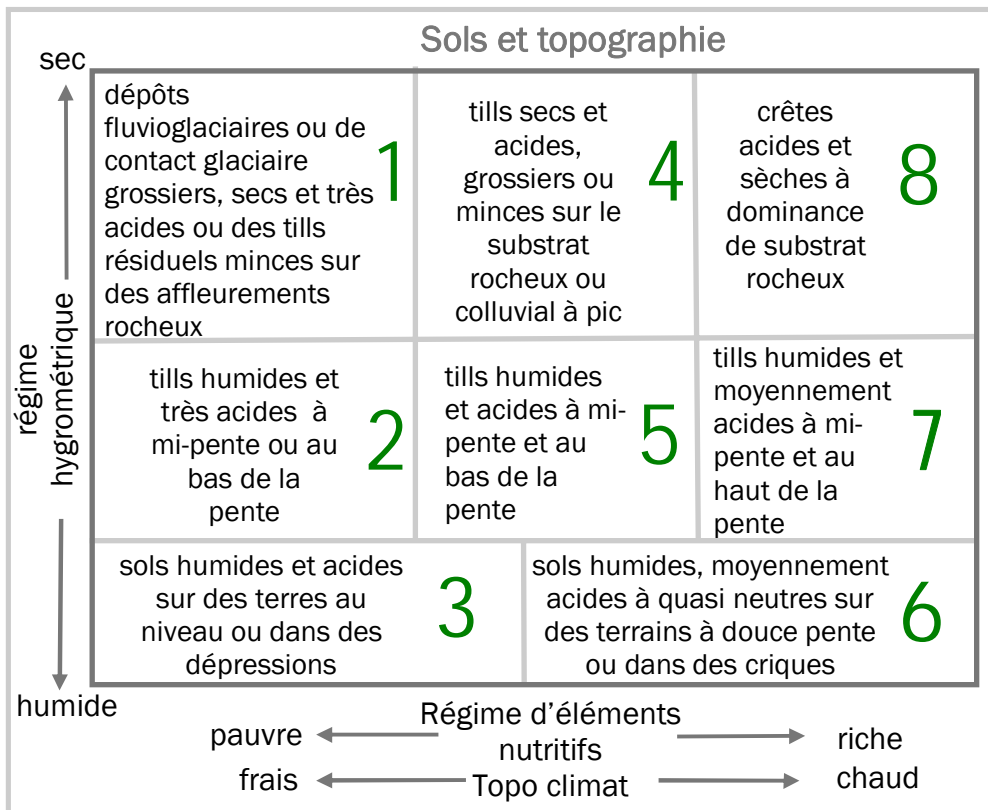 Sols et topographie
sec
régime
hygrométrique
humide
dépôts
fluvioglaciaires ou de
contact glaciaire
grossiers, secs et très
acides ou des tills
résiduels minces sur
des affleurements
rocheux
1
tills secs et
acides,
grossiers ou
minces sur le
substrat
rocheux ou
colluvial à pic
4
crêtes
acides et
sèches à
dominance
de substrat
rocheux
8
tills humides et
très acides à
mi-pente ou au
bas de la
pente
2
tills humides
et acides à mi-
pente et au
bas de la
pente
5
tills humides et
moyennement
acides à mi-
pente et au
haut de la
pente
7
sols humides et acides
sur des terres au
niveau ou dans des
dépressions
3
sols humides, moyennement
acides à quasi neutres sur
des terrains à douce pente
ou dans des criques
6
pauvre
Régime d'éléments
nutritifs
riche
frais
Topo climat
chaud